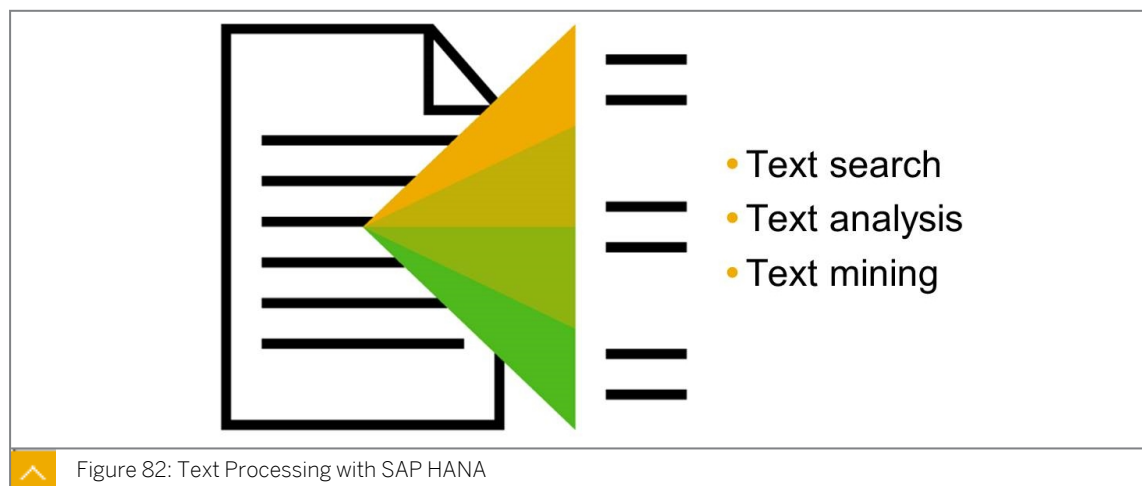 • Text search
• Text analysis
• Text mining
Figure 82: Text Processing with SAP HANA